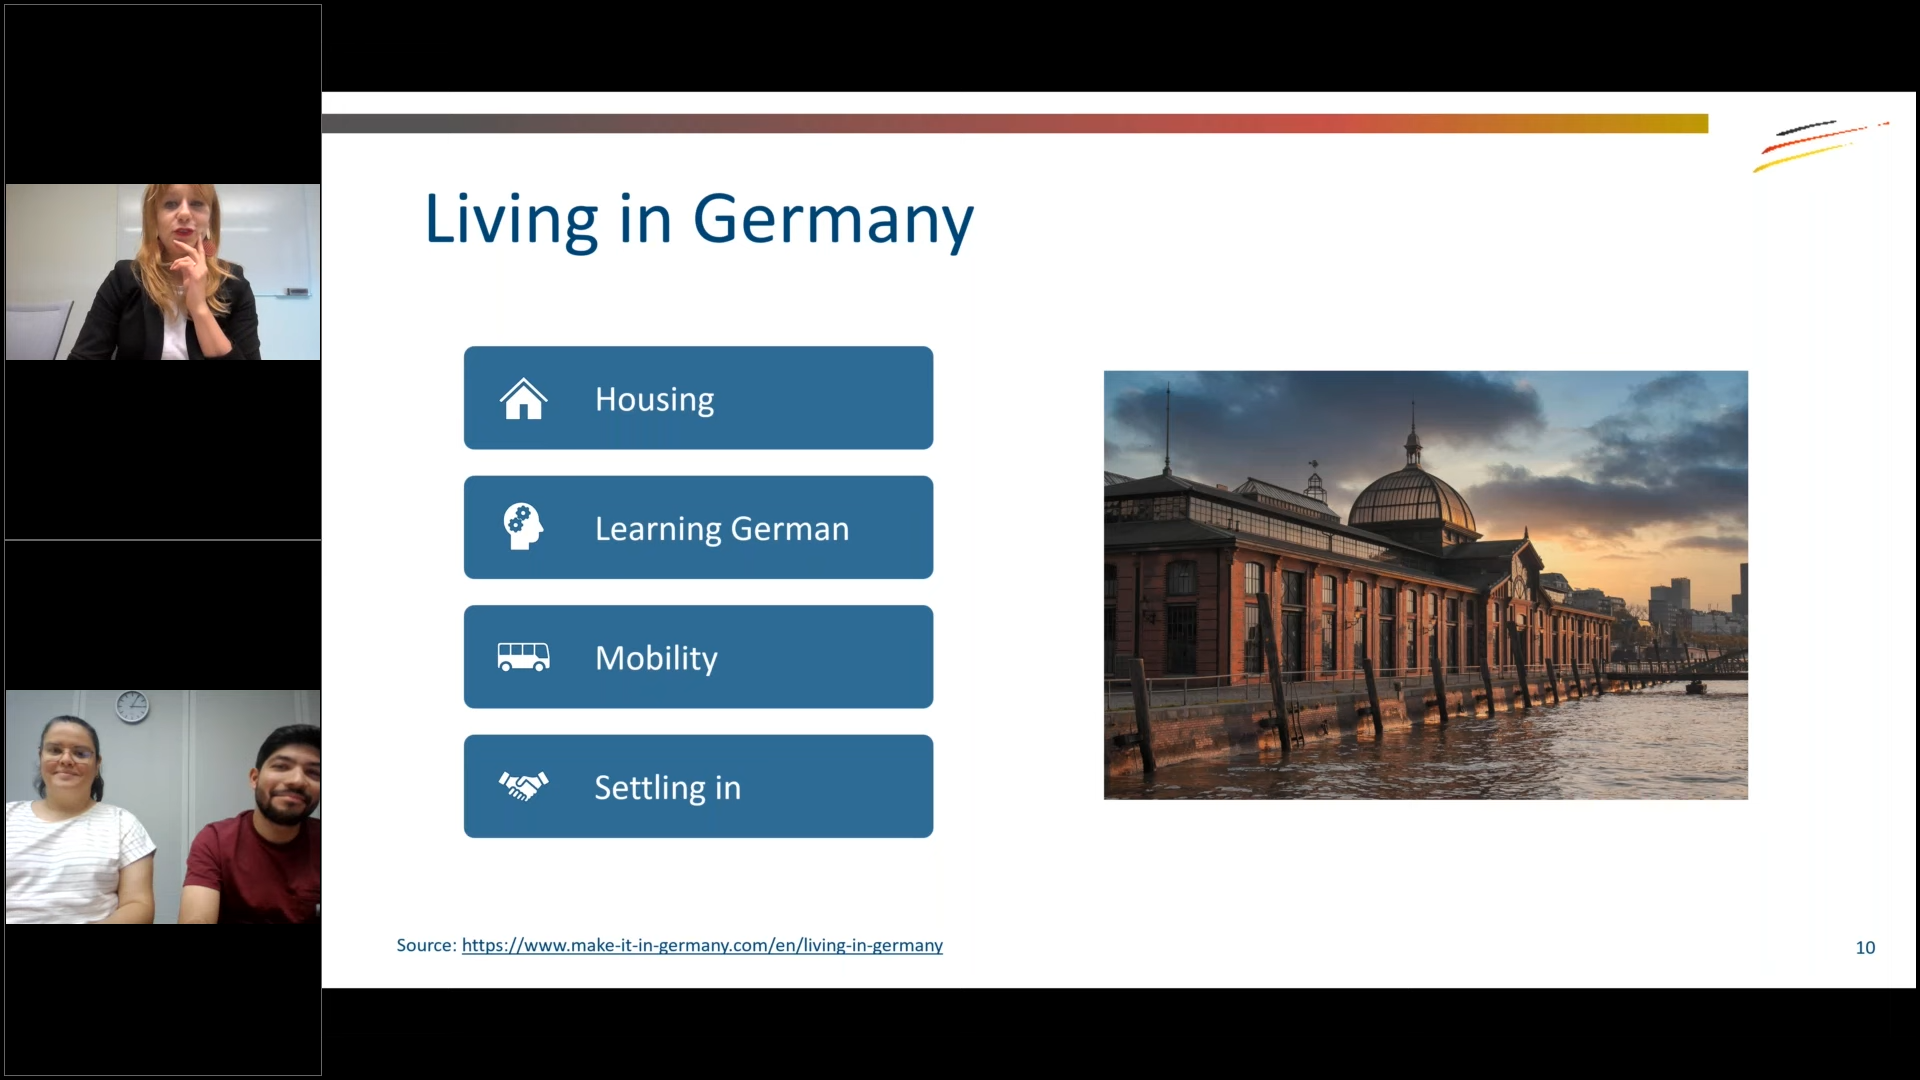 Living in Germany
Housing
Learning German
Mobility
Settling in
Source: https://www.make-it-in-germany.com/en/living-in-germany
10